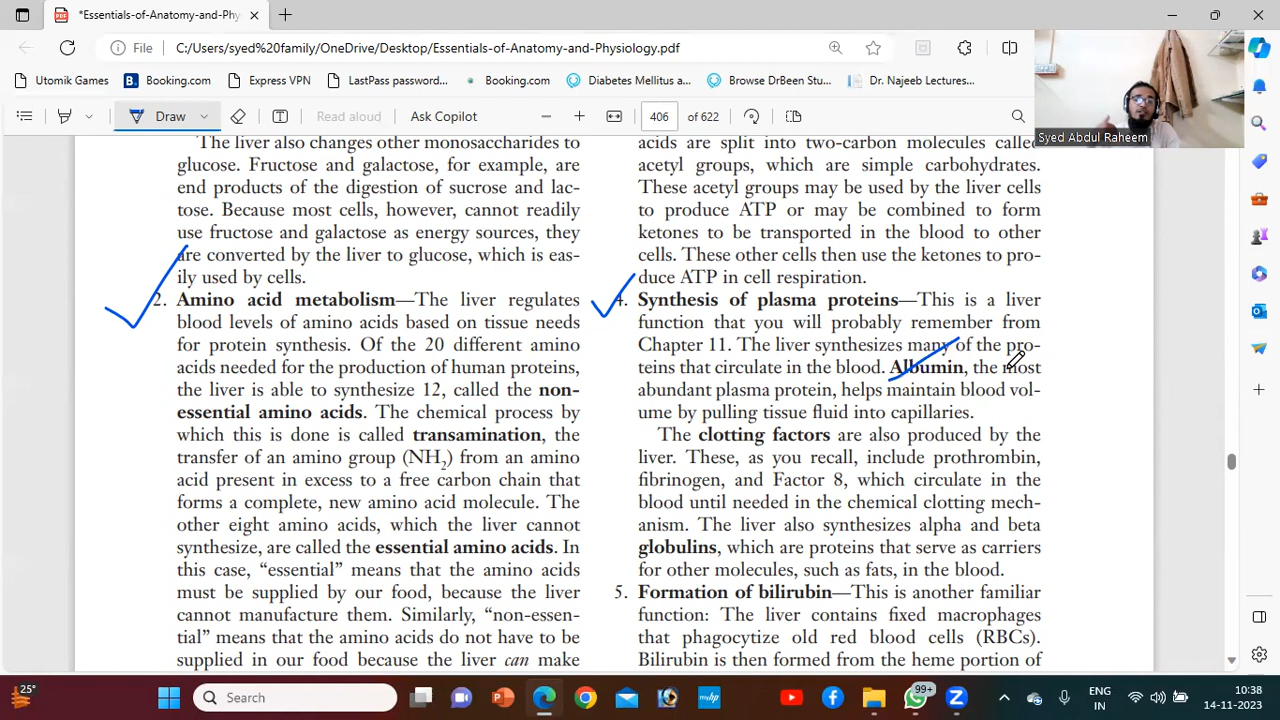 *Essentials-of-Anatomy-and-Phy
File
C:/Users/syed%20family/OneDrive/Desktop/Essentials-of-Anatomy-and-Physiology.pdf
Utomik Games
B.
Booking.com
Express VPN
LastPass password...
Booking.com
Diabetes Mellitus a...
Browse DrEen Stu...
Dr. Najeeb Lectures...
Draw
Read aloud
Ask Copilot
406
of 622
Syed Abdul Raheem
The liver also changes other monosaccharides to
glucose. Fructose and galactose, for example, are
end products of the digestion of sucrose and lac-
tose. Because most cells, however, cannot readily
use fructose and galactose as energy sources, they
are converted by the liver to glucose, which is eas-
ily used by cells.
2. Amino acid metabolism—The liver regulates
blood levels of amino acids based on tissue needs
for protein synthesis. Of the 20 different amino
acids needed for the production of human proteins,
the liver is able to synthesize 12, called the non-
essential amino acids. The chemical process by
which this is done is called transamination, the
transfer of an amino group (NH2) from an amino
acid present in excess to a free carbon chain that
forms a complete, new amino acid molecule. The
other eight amino acids, which the liver cannot
synthesize, are called the essential amino acids. In
this case, “essential” means that the amino acids
must be supplied by our food, because the liver
cannot manufacture them. Similarly, “non-essen-
tial” means that the amino acids do not have to be
supplied in our food because the liver can make
acids are split into two-carbon molecules called
acetyl groups, which are simple carbohydrates.
These acetyl groups may be used by the liver cells
to produce ATP or may be combined to form
ketones to be transported in the blood to other
cells. These other cells then use the ketones to pro-
duce ATP in cell respiration.
4. Synthesis of plasma proteins—This is a liver
function that you will probably remember from
Chapter 11. The liver synthesizes many of the pro-
teins that circulate in the blood. Albumin, the most
abundant plasma protein, helps maintain blood vol-
ume by pulling tissue fluid into capillaries.
The clotting factors are also produced by the
liver. These, as you recall, include prothrombin,
fibrinogen, and Factor 8, which circulate in the
blood until needed in the chemical clotting mech-
anism. The liver also synthesizes alpha and beta
globulins, which are proteins that serve as carriers
for other molecules, such as fats, in the blood.
5. Formation of bilirubin—This is another familiar
function: The liver contains fixed macrophages
that phagocytize old red blood cells (RBCs).
Bilirubin is then formed from the heme portion of
25°
Search
99+
ENG
IN
10:38
14-11-2023